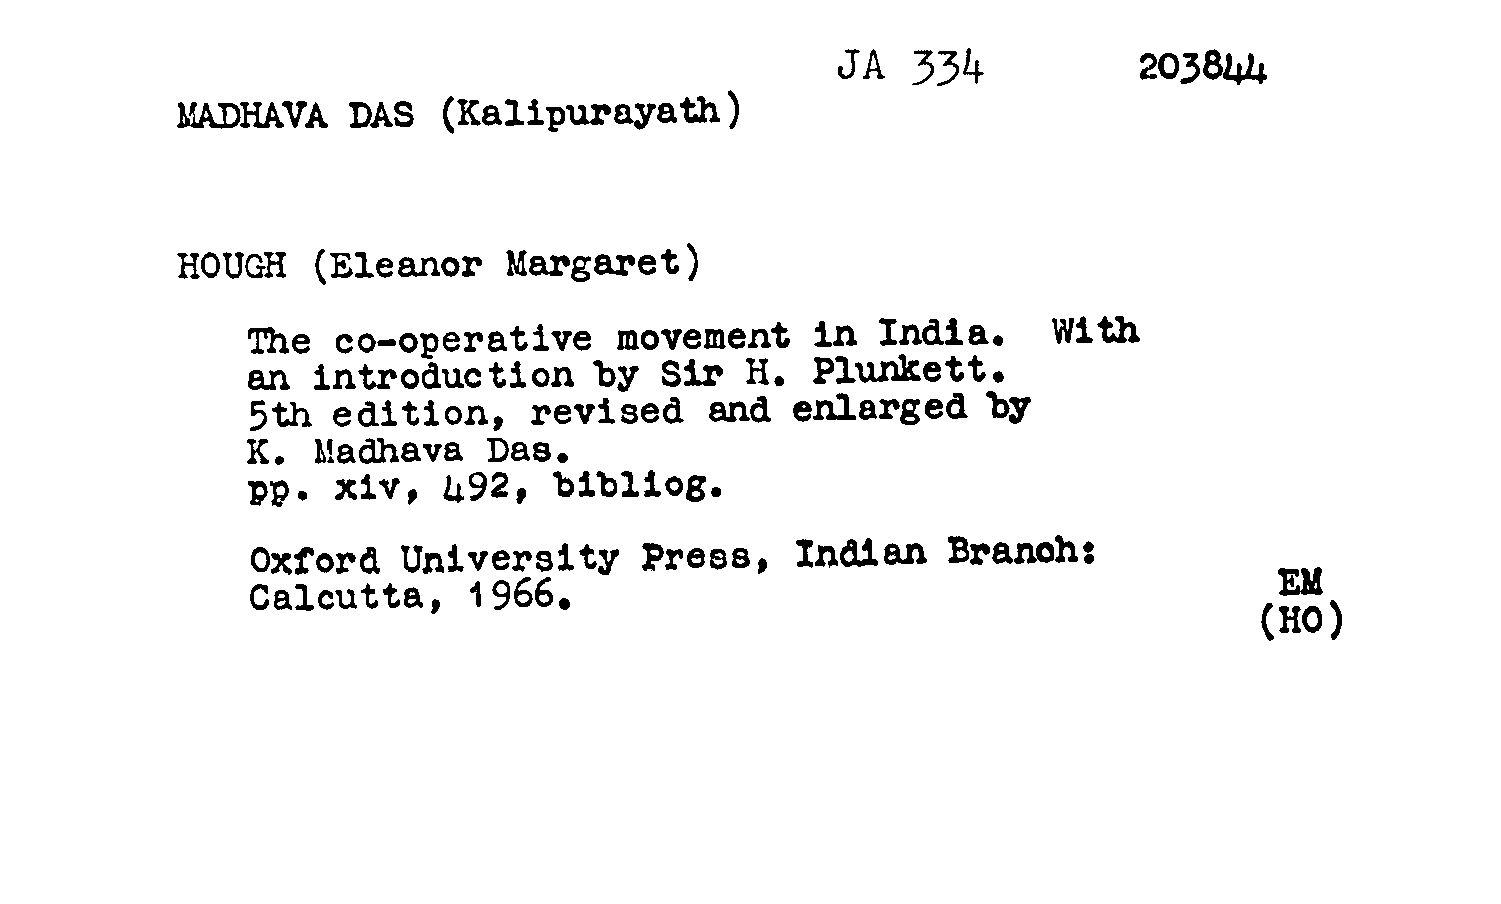 JA 334 203844
MADHAVA DAS (Kalipurayath)
HOUGH (Eleanor Margaret)
The co-operative movement in India. With
an introduction by Sir H. Plunkett.
5th edition, revised and enlarged by
K. Madhava Das.
pp. xiv, 492, bibliog.
Oxford University Press, Indian Branch:
Calcutta, 1966.
EM
(HO)